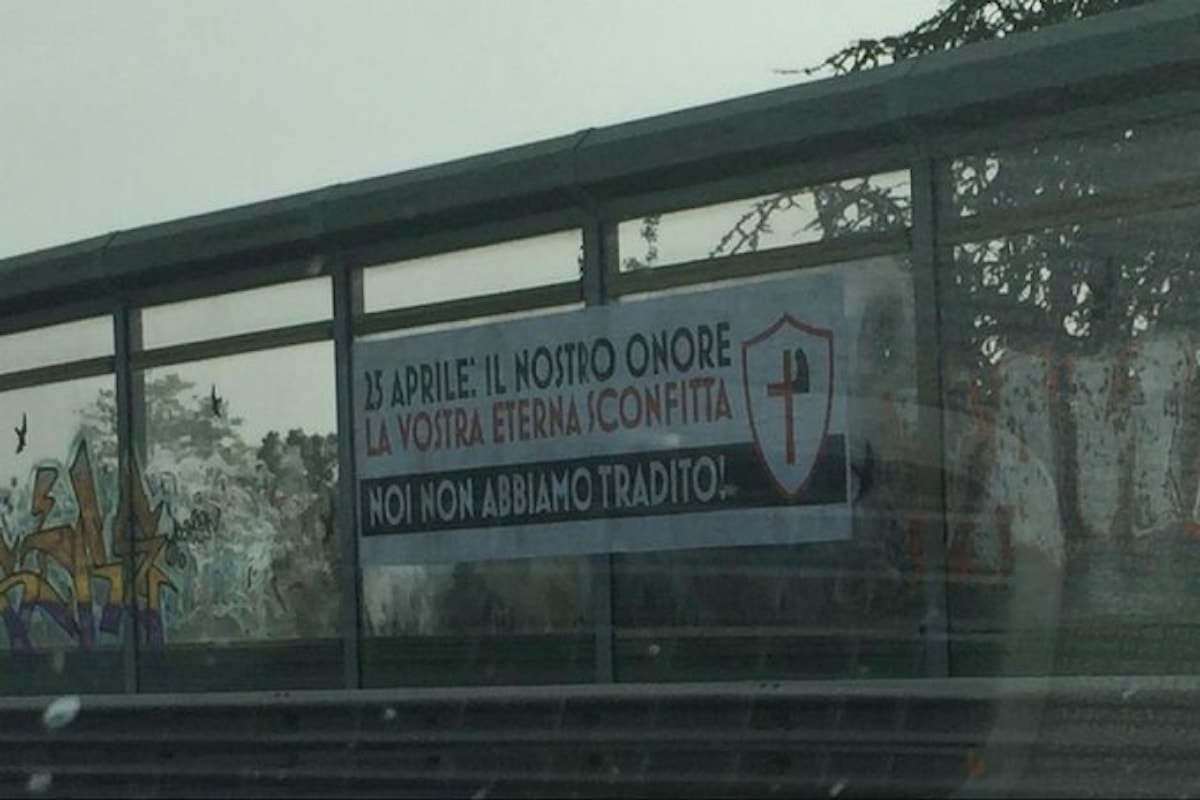 25 APRILE: IL NOSTRO ONORE
LA VOSTRA ETERNA SCONFITTA
NOI NON ABBIAMO TRADITO!